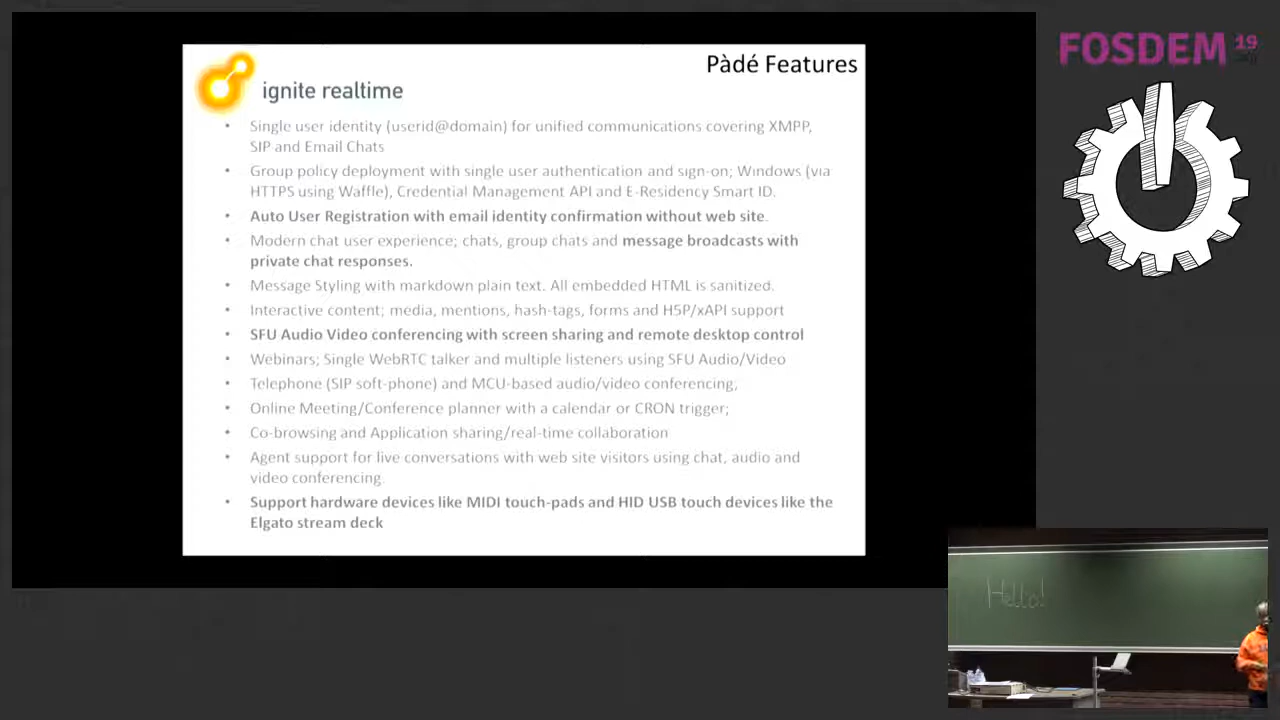 Pàdé Features
ignite realtime
• Single user identity (userid@domain) for unified communications covering XMPP,
SIP and Email Chats
• Group policy deployment with single user authentication and sign-on; Windows (via
HTTPS using Waffle), Credential Management API and E-Residency Smart ID.
• Auto User Registration with email identity confirmation without web site.
• Modern chat user experience; chats, group chats and message broadcasts with
private chat responses.
• Message Styling with markdown plain text. All embedded HTML is sanitized.
• Interactive content; media, mentions, hash-tags, forms and H5P/xAPI support
• SFU Audio Video conferencing with screen sharing and remote desktop control
• Webinars; Single WebRTC talker and multiple listeners using SFU Audio/Video
• Telephone (SIP soft-phone) and MCU-based audio/video conferencing;
• Online Meeting/Conference planner with a calendar or CRON trigger;
• Co-browsing and Application sharing/real-time collaboration
• Agent support for live conversations with web site visitors using chat, audio and
video conferencing.
• Support hardware devices like MIDI touch-pads and HID USB touch devices like the
Elgato stream deck
FOSDEM 19
Hello!